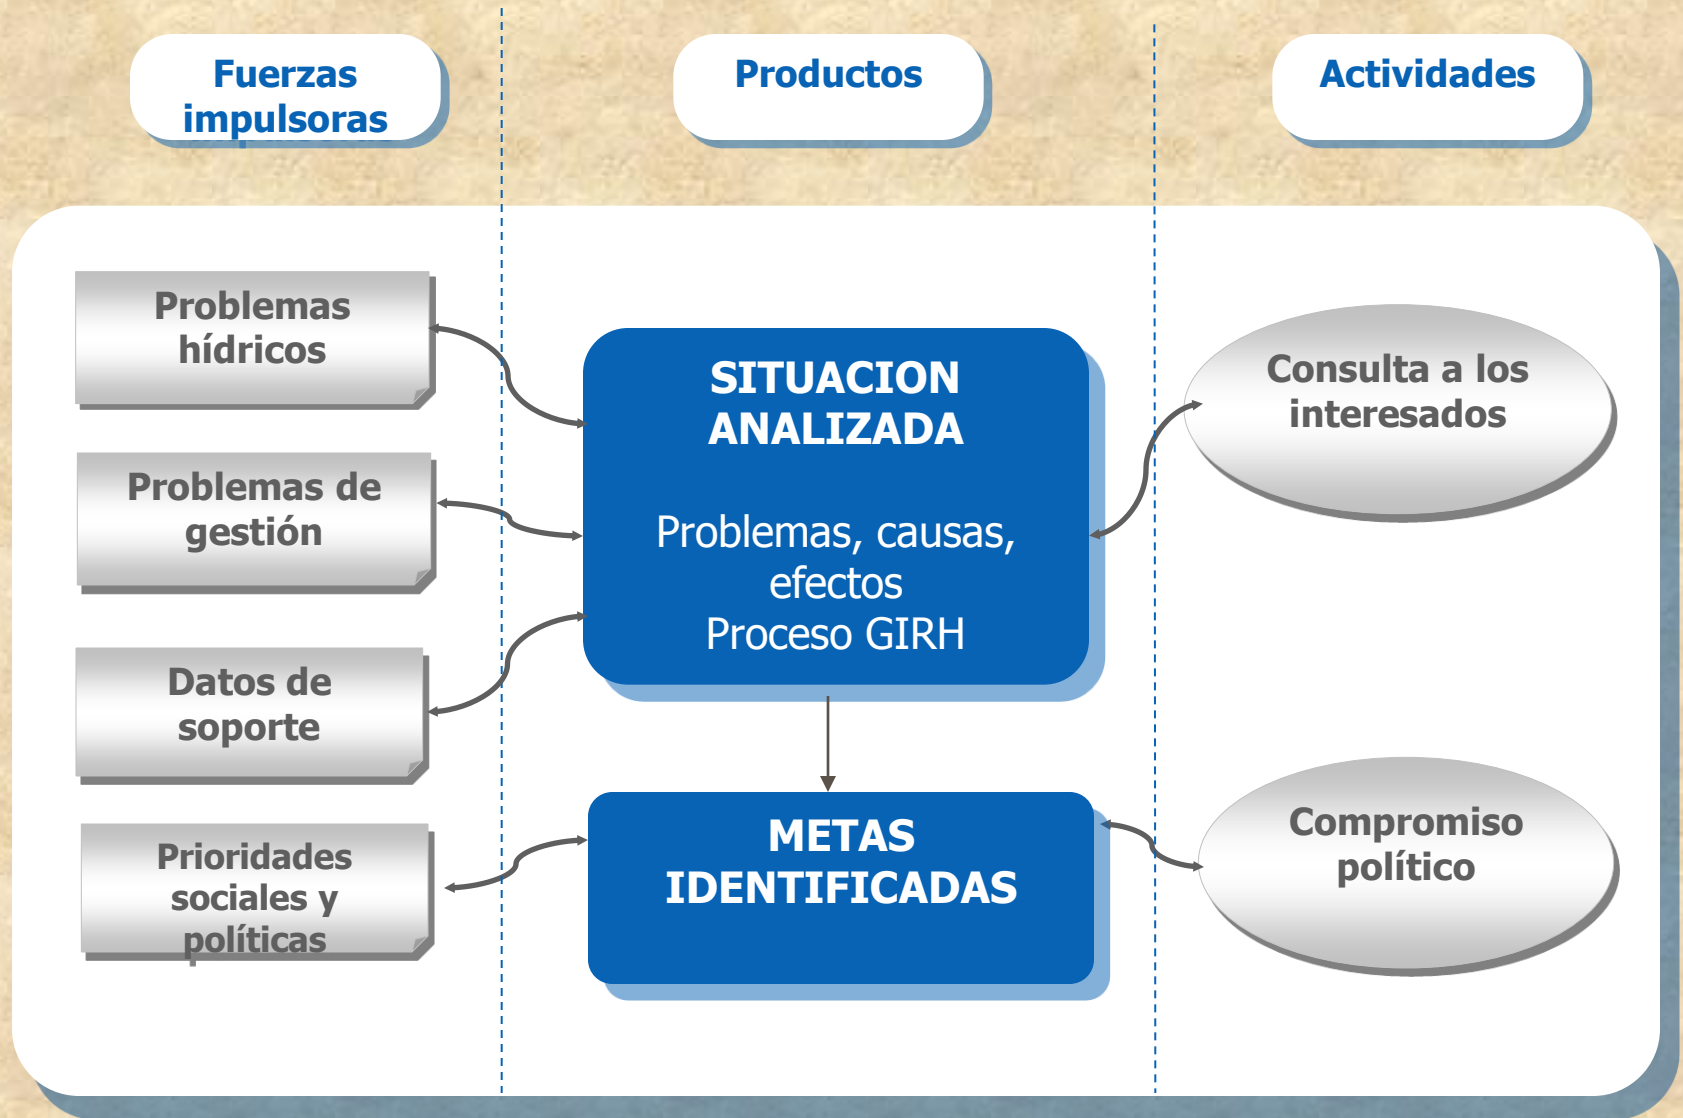 Fuerzas
impulsoras
Productos
Actividades
Problemas
hídricos
Problemas de
gestión
Datos de
soporte
Prioridades
sociales y
políticas
SITUACION
ANALIZADA
Problemas, causas,
efectos
Proceso GIRH
METAS
IDENTIFICADAS
Consulta a los
interesados
Compromiso
político